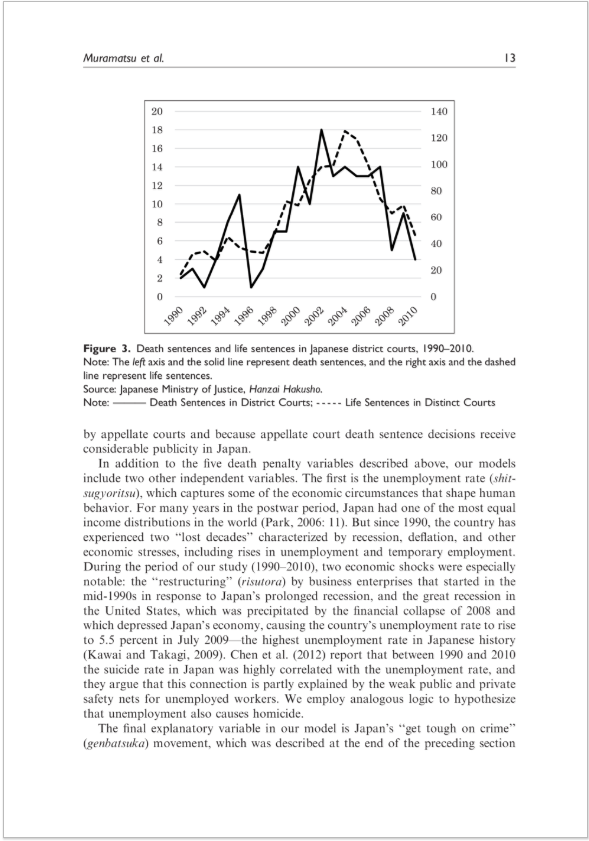 Muramatsu et al. 13
20 140
18 120
16 100
14 80
12 60
10 40
8 20
6 0
4
2
0
1990 1992 1994 1996 1998 2000 2002 2004 2006 2008 2010
Figure 3. Death sentences and life sentences in Japanese district courts, 1990–2010.
Note: The left axis and the solid line represent death sentences, and the right axis and the dashed
line represent life sentences.
Source: Japanese Ministry of Justice, Hanzai Hakusho.
Note: ——— Death Sentences in District Courts; - - - - - Life Sentences in Distinct Courts
by appellate courts and because appellate court death sentence decisions receive
considerable publicity in Japan.
In addition to the five death penalty variables described above, our models
include two other independent variables. The first is the unemployment rate (shit-
sugyoritsu), which captures some of the economic circumstances that shape human
behavior. For many years in the postwar period, Japan had one of the most equal
income distributions in the world (Park, 2006: 11). But since 1990, the country has
experienced two ‘‘lost decades’’ characterized by recession, deflation, and other
economic stresses, including rises in unemployment and temporary employment.
During the period of our study (1990–2010), two economic shocks were especially
notable: the ‘‘restructuring’’ (risutora) by business enterprises that started in the
mid-1990s in response to Japan’s prolonged recession, and the great recession in
the United States, which was precipitated by the financial collapse of 2008 and
which depressed Japan’s economy, causing the country’s unemployment rate to rise
to 5.5 percent in July 2009—the highest unemployment rate in Japanese history
(Kawai and Takagi, 2009). Chen et al. (2012) report that between 1990 and 2010
the suicide rate in Japan was highly correlated with the unemployment rate, and
they argue that this connection is partly explained by the weak public and private
safety nets for unemployed workers. We employ analogous logic to hypothesize
that unemployment also causes homicide.
The final explanatory variable in our model is Japan’s ‘‘get tough on crime’’
(genbatsuka) movement, which was described at the end of the preceding section